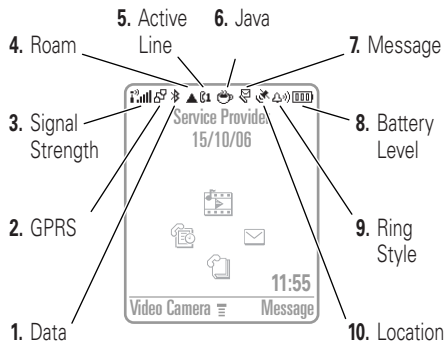 5. Active Line
6. Java
4. Roam
7. Message
3. Signal Strength
8. Battery Level
Service Provider
15/10/06
2. GPRS
9. Ring Style
11:55
Video Camera
Message
1. Data
10. Location